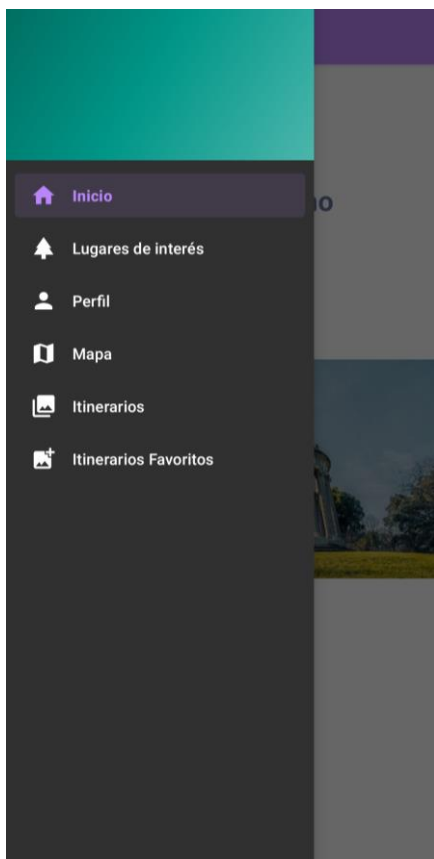 Inicio
Lugares de interés
Perfil
Mapa
Itinerarios
Itinerarios Favoritos